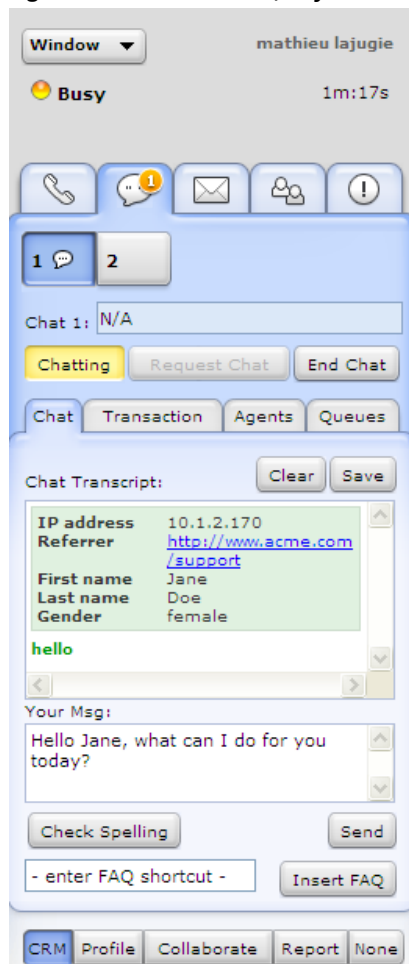 Window mathieu lajugie
Busy 1m:17s
1
1 2
Chat 1: N/A
Chatting Request Chat End Chat
Chat Transaction Agents Queues
Chat Transcript: Clear Save
IP address 10.1.2.170
Referrer http://www.acme.com
/support
First name Jane
Last name Doe
Gender female
hello
Your Msg:
Hello Jane, what can I do for you
today?
Check Spelling Send
- enter FAQ shortcut - Insert FAQ
CRM Profile Collaborate Report None